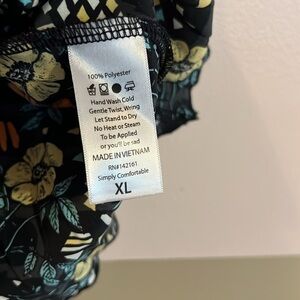 100% Polyester
Hand Wash Cold
Gentle Twist, Wring
Let Stand to Dry
No Heat or Steam
To be Applied
or you'll be sad
MADE IN VIETNAM
RN#142161
Simply Comfortable
XL